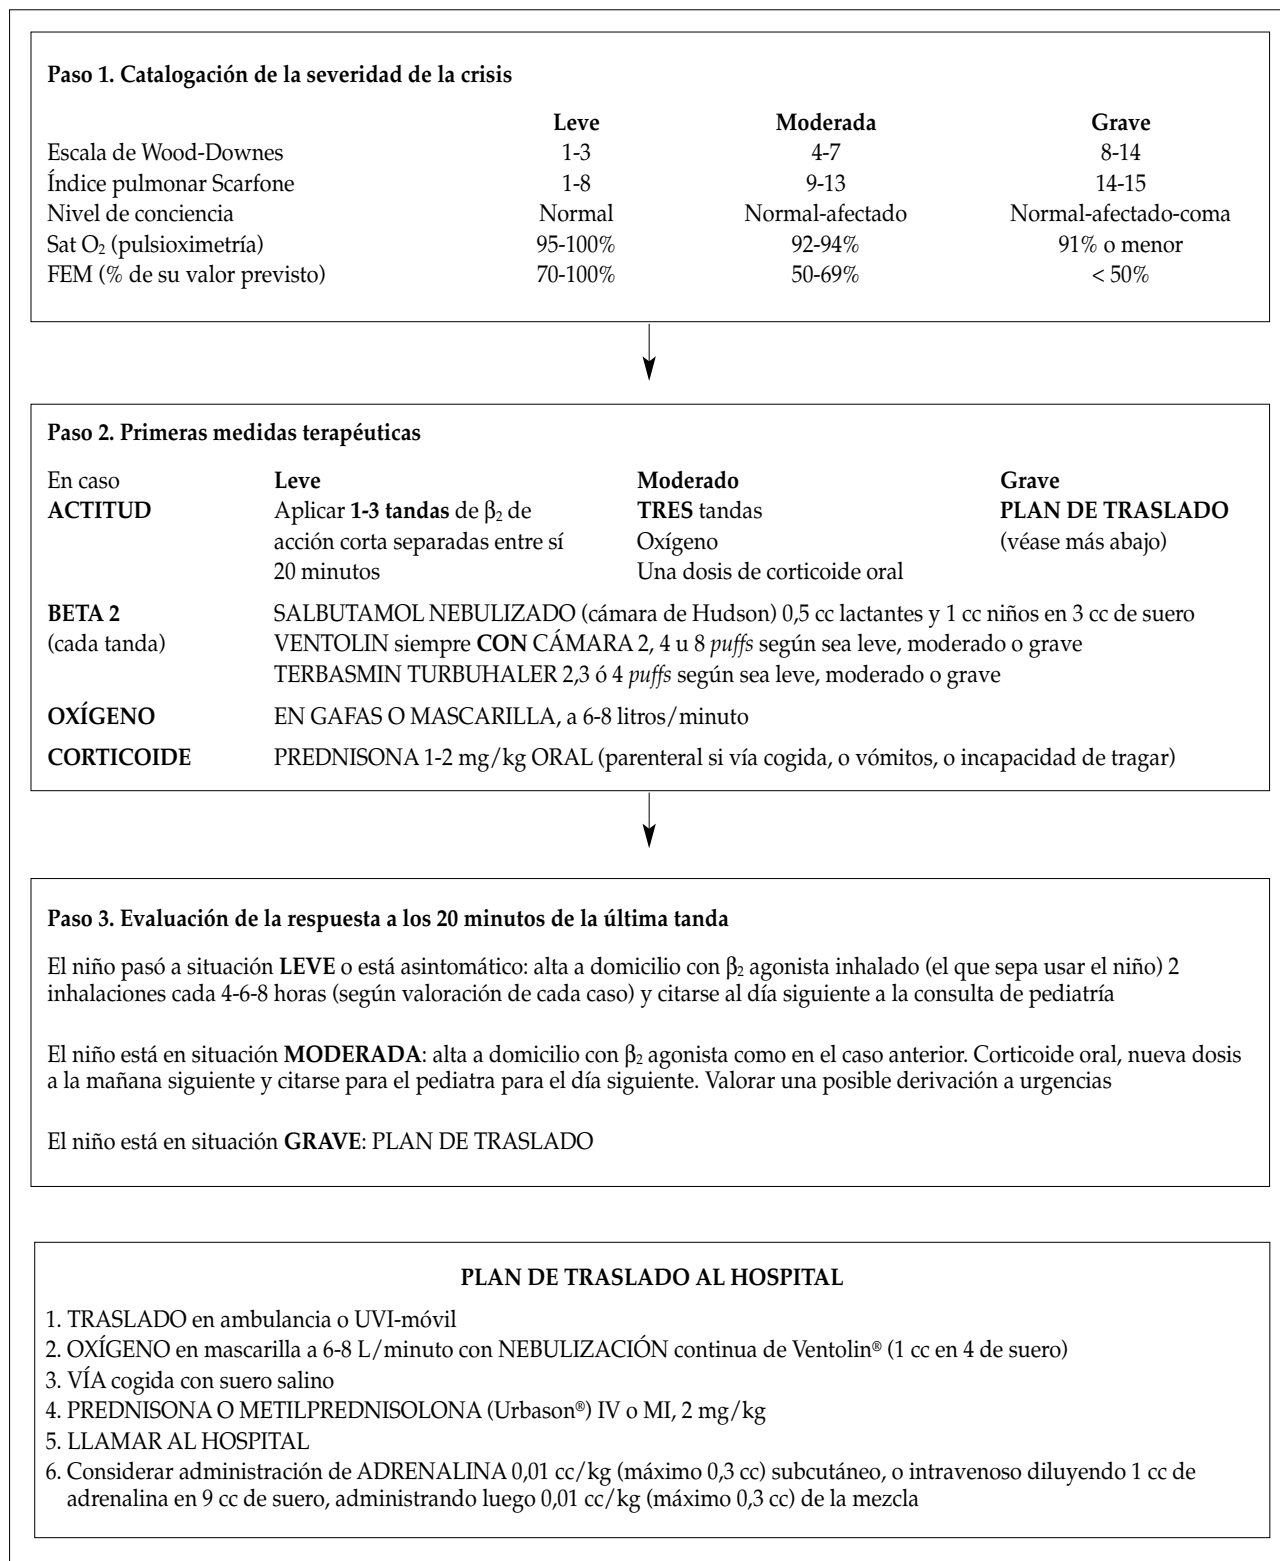 Paso 1. Catalogación de la severidad de la crisis
Leve Moderada Grave
Escala de Wood-Downes 1-3 4-7 8-14
Índice pulmonar Scarfone 1-8 9-13 14-15
Nivel de conciencia Normal Normal-afectado Normal-afectado-coma
Sat O₂ (pulsioximetría) 95-100% 92-94% 91% o menor
FEM (% de su valor previsto) 70-100% 50-69% < 50%
Paso 2. Primeras medidas terapéuticas
En caso Leve Moderado Grave
ACTITUD Aplicar 1-3 tandas de β₂ de TRES tandas PLAN DE TRASLADO
acción corta separadas entre sí Oxígeno (véase más abajo)
20 minutos Una dosis de corticoide oral
BETA 2 SALBUTAMOL NEBULIZADO (cámara de Hudson) 0,5 cc lactantes y 1 cc niños en 3 cc de suero
(cada tanda) VENTOLIN siempre CON CÁMARA 2, 4 u 8 puffs según sea leve, moderado o grave
TERBASMIN TURBUHALER 2,3 ó 4 puffs según sea leve, moderado o grave
OXÍGENO EN GAFAS O MASCARILLA, a 6-8 litros/minuto
CORTICOIDE PREDNISONA 1-2 mg/kg ORAL (parenteral si vía cogida, o vómitos, o incapacidad de tragar)
Paso 3. Evaluación de la respuesta a los 20 minutos de la última tanda
El niño pasó a situación LEVE o está asintomático: alta a domicilio con β₂ agonista inhalado (el que sepa usar el niño) 2
inhalaciones cada 4-6-8 horas (según valoración de cada caso) y citarse al día siguiente a la consulta de pediatría
El niño está en situación MODERADA: alta a domicilio con β₂ agonista como en el caso anterior. Corticoide oral, nueva dosis
a la mañana siguiente y citarse para el pediatra para el día siguiente. Valorar una posible derivación a urgencias
El niño está en situación GRAVE: PLAN DE TRASLADO
PLAN DE TRASLADO AL HOSPITAL
1. TRASLADO en ambulancia o UVI-móvil
2. OXÍGENO en mascarilla a 6-8 L/minuto con NEBULIZACIÓN continua de Ventolin® (1 cc en 4 de suero)
3. VÍA cogida con suero salino
4. PREDNISONA O METILPREDNISOLONA (Urbason®) IV o MI, 2 mg/kg
5. LLAMAR AL HOSPITAL
6. Considerar administración de ADRENALINA 0,01 cc/kg (máximo 0,3 cc) subcutáneo, o intravenoso diluyendo 1 cc de
adrenalina en 9 cc de suero, administrando luego 0,01 cc/kg (máximo 0,3 cc) de la mezcla